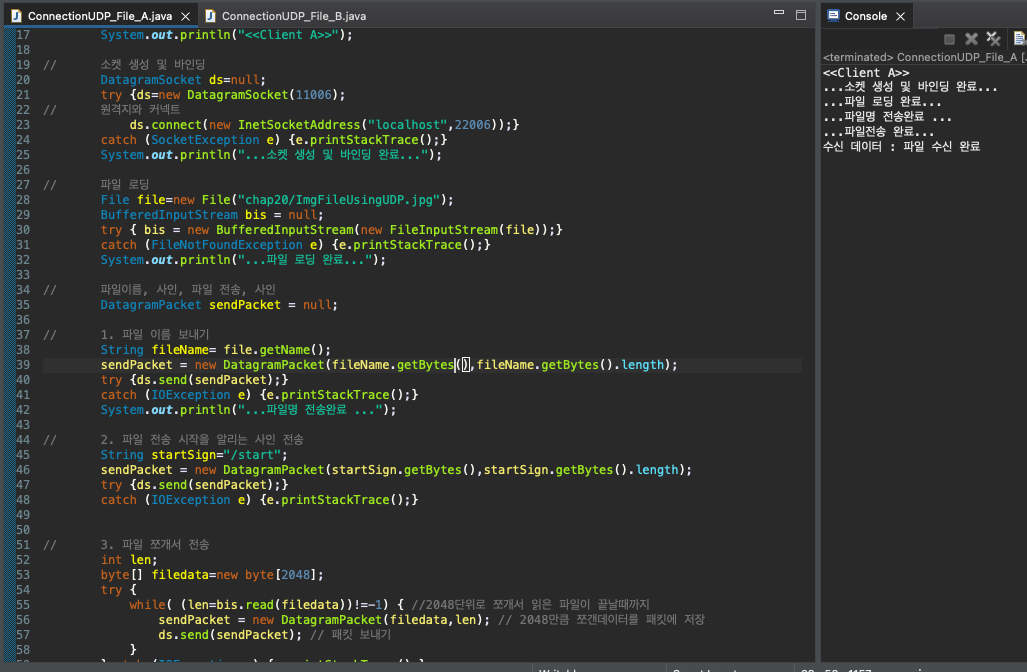 ConnectionUDP_File_A.java
ConnectionUDP_File_B.java
17 System.out.println("<<Client A>>");
18
19 // 소켓 생성 및 바인딩
20 DatagramSocket ds=null;
21 try {ds=new DatagramSocket(11006);
22 // 원격지와 커넥트
23 ds.connect(new InetSocketAddress("localhost",22006));}
24 catch (SocketException e) {e.printStackTrace();}
25 System.out.println("...소켓 생성 및 바인딩 완료...");
26
27 // 파일 로딩
28 File file=new File("chap20/ImgFileUsingUDP.jpg");
29 BufferedInputStream bis = null;
30 try { bis = new BufferedInputStream(new FileInputStream(file));}
31 catch (FileNotFoundException e) {e.printStackTrace();}
32 System.out.println("...파일 로딩 완료...");
33
34 // 파일이름, 사인, 파일 전송, 사인
35 DatagramPacket sendPacket = null;
36
37 // 1. 파일 이름 보내기
38 String fileName= file.getName();
39 sendPacket = new DatagramPacket(fileName.getBytes(),fileName.getBytes().length);
40 try {ds.send(sendPacket);}
41 catch (IOException e) {e.printStackTrace();}
42 System.out.println("...파일명 전송완료 ...");
43
44 // 2. 파일 전송 시작을 알리는 사인 전송
45 String startSign="/start";
46 sendPacket = new DatagramPacket(startSign.getBytes(),startSign.getBytes().length);
47 try {ds.send(sendPacket);}
48 catch (IOException e) {e.printStackTrace();}
49
50
51 // 3. 파일 쪼개서 전송
52 int len;
53 byte[] filedata=new byte[2048];
54 try {
55 while( (len=bis.read(filedata))!=-1) { //2048단위로 쪼개서 읽은 파일이 끝날때까지
56 sendPacket = new DatagramPacket(filedata,len); // 2048만큼 쪼갠데이터를 패킷에 저장
57 ds.send(sendPacket); // 패킷 보내기
58 }
Console
<terminated> ConnectionUDP_File_A [
<<Client A>>
...소켓 생성 및 바인딩 완료...
...파일 로딩 완료...
...파일명 전송완료 ...
...파일전송 완료...
수신 데이터 : 파일 수신 완료